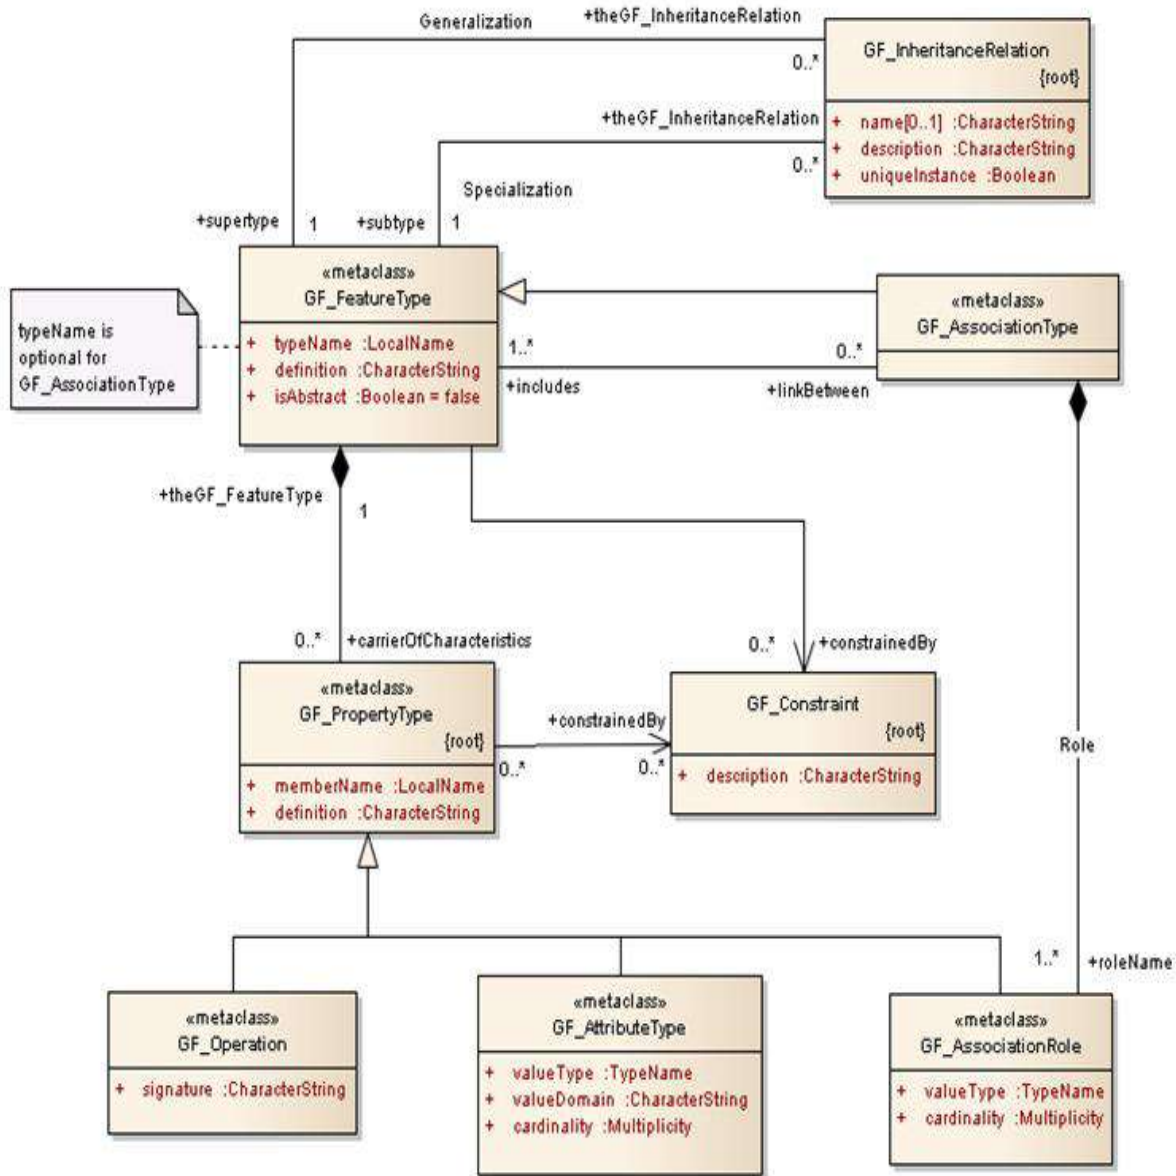 Generalization
+theGF_InheritanceRelation
0..*
GF_InheritanceRelation
{root}
+ name[0..1] :CharacterString
+ description :CharacterString
+ uniqueInstance :Boolean
+theGF_InheritanceRelation
0..*
Specialization
+supertype
1
+subtype
1
«metaclass»
GF_FeatureType
+ typeName :LocalName
+ definition :CharacterString
+ isAbstract :Boolean = false
typeName is
optional for
GF_AssociationType
«metaclass»
GF_AssociationType
1..*
+includes
0..*
+linkBetween
+theGF_FeatureType
1
0..*
+carrierOfCharacteristics
0..*
+constrainedBy
«metaclass»
GF_PropertyType
{root}
+ memberName :LocalName
+ definition :CharacterString
+constrainedBy
0..*
0..*
GF_Constraint
{root}
+ description :CharacterString
Role
1..*
+roleName
«metaclass»
GF_Operation
+ signature :CharacterString
«metaclass»
GF_AttributeType
+ valueType :TypeName
+ valueDomain :CharacterString
+ cardinality :Multiplicity
«metaclass»
GF_AssociationRole
+ valueType :TypeName
+ cardinality :Multiplicity